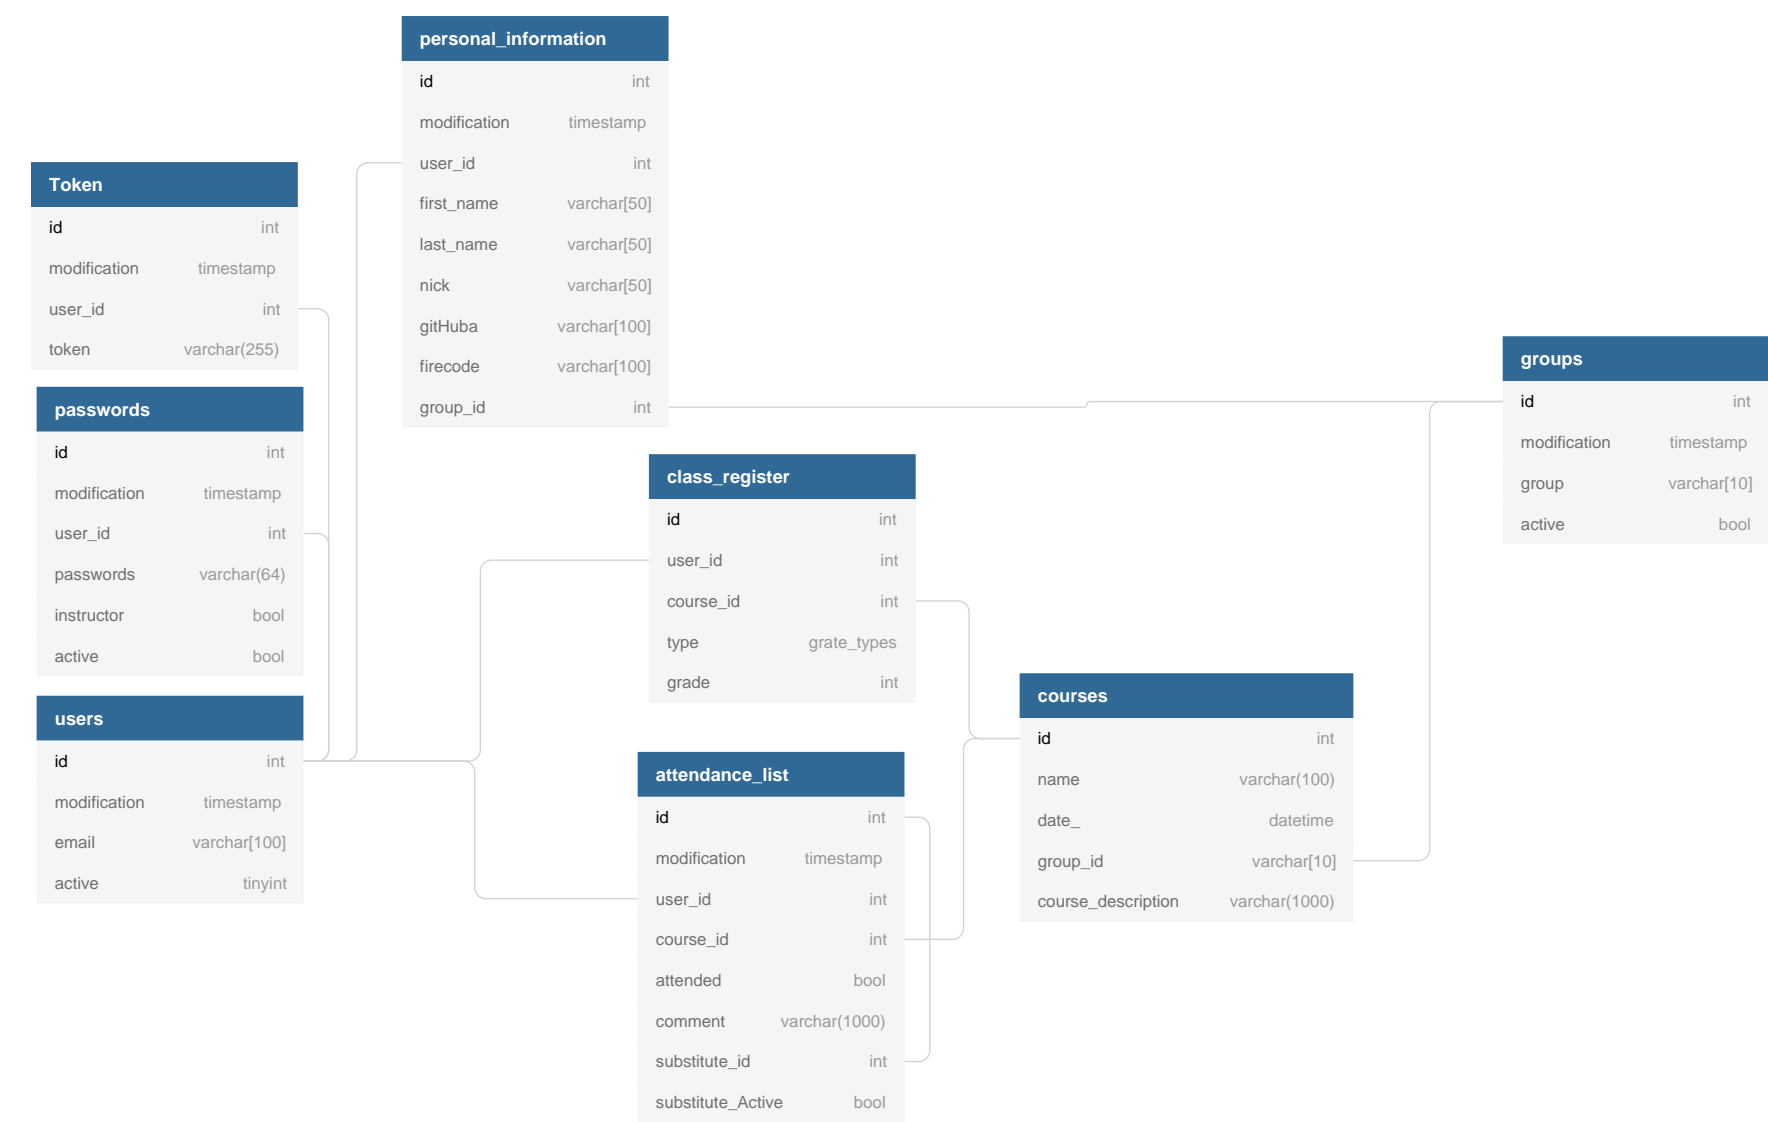 personal_information
id int
modification timestamp
user_id int
first_name varchar[50]
last_name varchar[50]
nick varchar[50]
gitHuba varchar[100]
firecode varchar[100]
group_id int
Token
id int
modification timestamp
user_id int
token varchar(255)
passwords
id int
modification timestamp
user_id int
passwords varchar(64)
instructor bool
active bool
users
id int
modification timestamp
email varchar[100]
active tinyint
class_register
id int
user_id int
course_id int
type grate_types
grade int
attendance_list
id int
modification timestamp
user_id int
course_id int
attended bool
comment varchar(1000)
substitute_id int
substitute_Active bool
courses
id int
name varchar(100)
date_ datetime
group_id varchar[10]
course_description varchar(1000)
groups
id int
modification timestamp
group varchar[10]
active bool